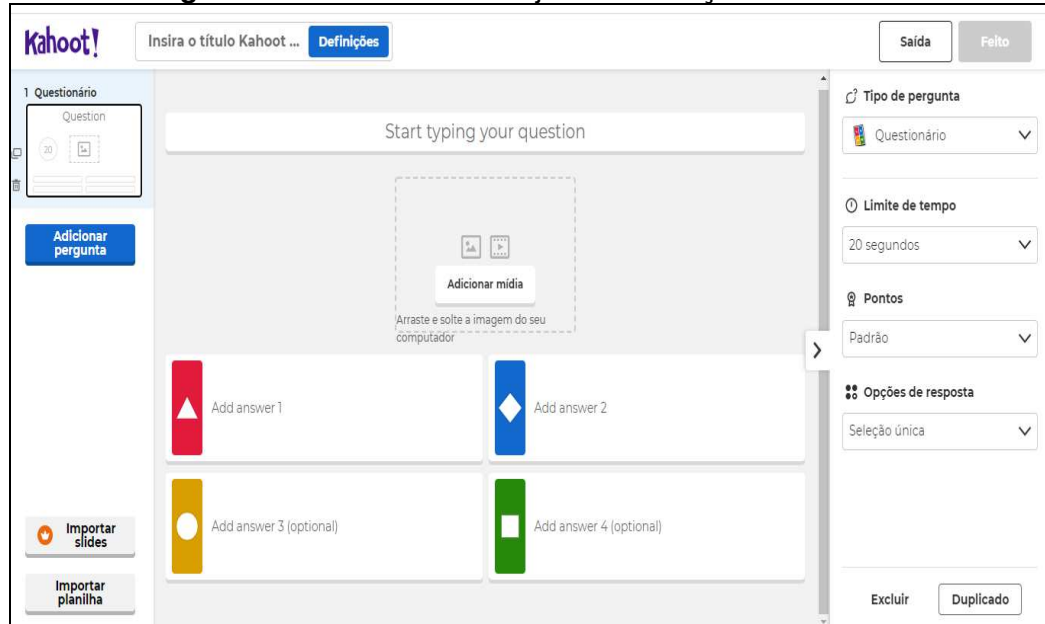 Kahoot!
Insira o título Kahoot ...
Definições
Saída
Feito
1 Questionário
Question
20
Adicionar
pergunta
Importar
slides
Importar
planilha
Start typing your question
Adicionar mídia
Arraste e solte a imagem do seu
computador
Add answer 1
Add answer 2
Add answer 3 (optional)
Add answer 4 (optional)
Tipo de pergunta
Questionário
Limite de tempo
20 segundos
Pontos
Padrão
Opções de resposta
Seleção única
Excluir
Duplicado